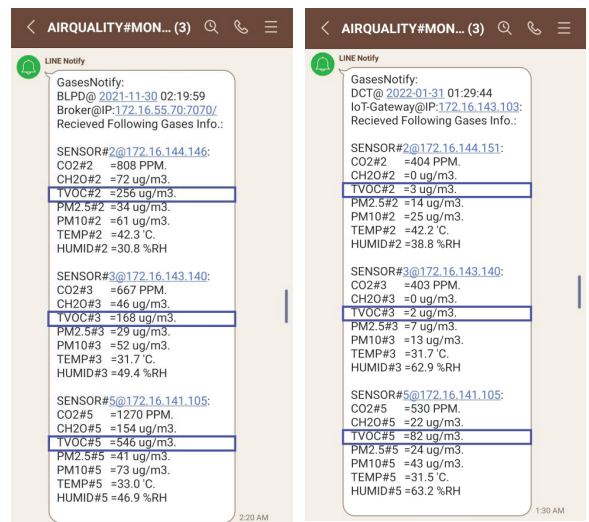 AIRQUALITY#MON... (3)
LINE Notify
GasesNotify:
BLPD@ 2021-11-30 02:19:59
Broker@IP:172.16.55.70:7070/
Recieved Following Gases Info.:
SENSOR#2@172.16.144.146:
CO2#2 =808 PPM.
CH2O#2 =72 ug/m3.
TVOC#2 =256 ug/m3.
PM2.5#2 =34 ug/m3.
PM10#2 =61 ug/m3.
TEMP#2 =42.3 'C.
HUMID#2 =30.8 %RH
SENSOR#3@172.16.143.140:
CO2#3 =667 PPM.
CH2O#3 =46 ug/m3.
TVOC#3 =168 ug/m3.
PM2.5#3 =29 ug/m3.
PM10#3 =52 ug/m3.
TEMP#3 =31.7 'C.
HUMID#3 =49.4 %RH
SENSOR#5@172.16.141.105:
CO2#5 =1270 PPM.
CH2O#5 =154 ug/m3.
TVOC#5 =546 ug/m3.
PM2.5#5 =41 ug/m3.
PM10#5 =73 ug/m3.
TEMP#5 =33.0 'C.
HUMID#5 =46.9 %RH
2:20 AM
AIRQUALITY#MON... (3)
LINE Notify
GasesNotify:
DCT@ 2022-01-31 01:29:44
IoT-Gateway@IP:172.16.143.103:
Recieved Following Gases Info.:
SENSOR#2@172.16.144.151:
CO2#2 =404 PPM.
CH2O#2 =0 ug/m3.
TVOC#2 =3 ug/m3.
PM2.5#2 =14 ug/m3.
PM10#2 =25 ug/m3.
TEMP#2 =42.2 'C.
HUMID#2 =38.8 %RH
SENSOR#3@172.16.143.140:
CO2#3 =403 PPM.
CH2O#3 =0 ug/m3.
TVOC#3 =2 ug/m3.
PM2.5#3 =7 ug/m3.
PM10#3 =13 ug/m3.
TEMP#3 =31.7 'C.
HUMID#3 =62.9 %RH
SENSOR#5@172.16.141.105:
CO2#5 =530 PPM.
CH2O#5 =22 ug/m3.
TVOC#5 =82 ug/m3.
PM2.5#5 =24 ug/m3.
PM10#5 =43 ug/m3.
TEMP#5 =31.5 'C.
HUMID#5 =63.2 %RH
1:30 AM